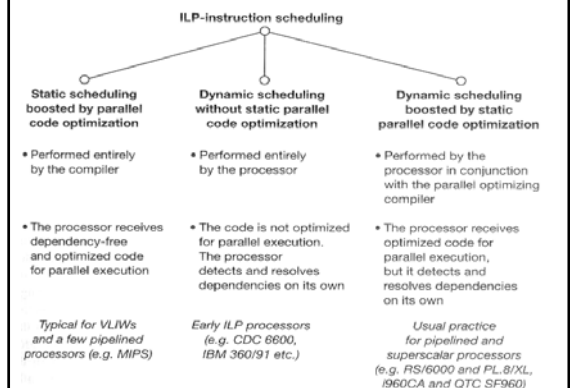 ILP-instruction scheduling
Static scheduling
boosted by parallel
code optimization
• Performed entirely
by the compiler
• The processor receives
dependency-free
and optimized code
for parallel execution
Typical for VLIWs
and a few pipelined
processors (e.g. MIPS)
Dynamic scheduling
without static parallel
code optimization
• Performed entirely
by the processor
• The code is not optimized
for parallel execution.
The processor
detects and resolves
dependencies on its own
Early ILP processors
(e.g. CDC 6600,
IBM 360/91 etc.)
Dynamic scheduling
boosted by static
parallel code optimization
• Performed by the
processor in conjunction
with the parallel optimizing
compiler
• The processor receives
optimized code for
parallel execution,
but it detects and
resolves dependencies
on its own
Usual practice
for pipelined and
superscalar processors
(e.g. RS/6000 and PL.8/XL,
i960CA and QTC SF960)